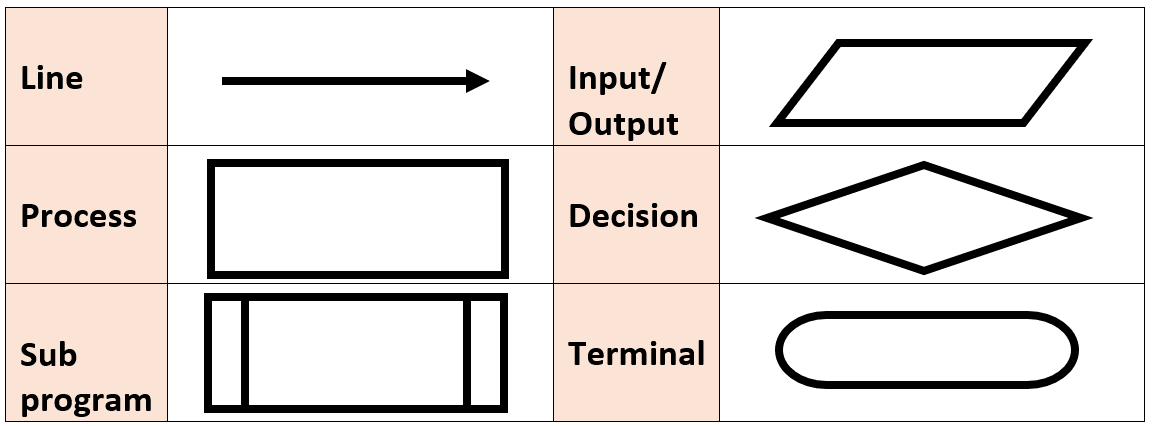 Line
Input/
Output
Process
Decision
Sub
program
Terminal